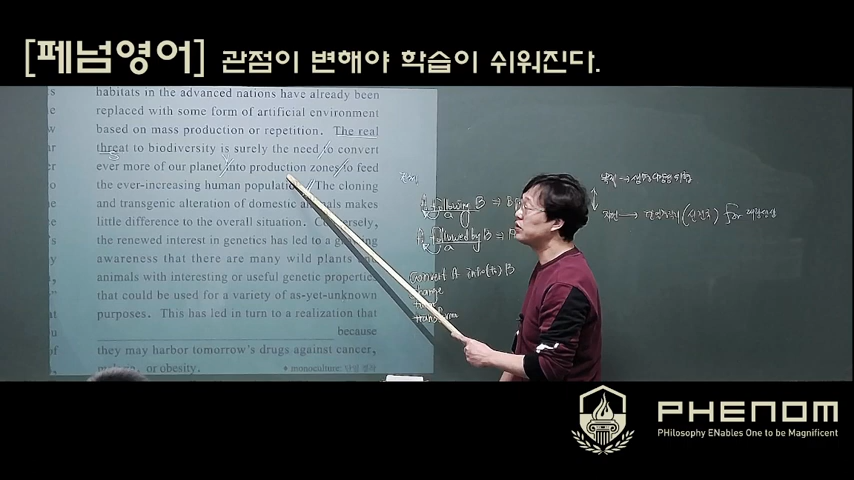 [페넘영어] 관점이 변해야 학습이 쉬워진다.
habitats in the advanced nations have already been
replaced with some form of artificial environment
based on mass production or repetition. The real
threat to biodiversity is surely the need to convert
ever more of our planet into production zones to feed
the ever-increasing human population. The cloning
and transgenic alteration of domestic animals makes
little difference to the overall situation. Conversely,
the renewed interest in genetics has led to a growing
awareness that there are many wild plants
animals with interesting or useful genetic properties
that could be used for a variety of as-yet-unknown
purposes. This has led in turn to a realization that
because
they may harbor tomorrow's drugs against cancer,
or obesity.
monoculture:
A following B ⇒ B
a
A followed by B ⇒ A
a
Convert A into(to) B
change
복제 →
자연 → for
PHENOM
PHilosophy ENables One to be Magnificent